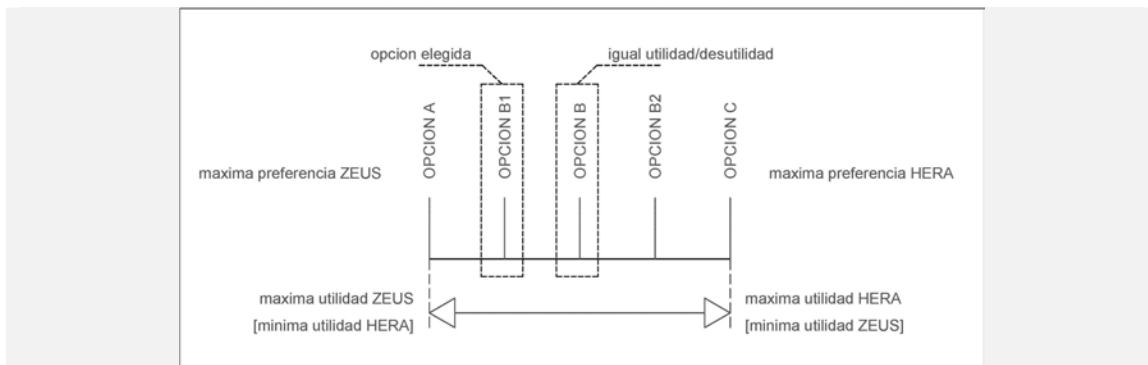 opcion elegida
igual utilidad/desutilidad
OPCION A
OPCION B1
OPCION B
OPCION B2
OPCION C
maxima preferencia ZEUS
maxima preferencia HERA
maxima utilidad ZEUS
[minima utilidad HERA]
maxima utilidad HERA
[minima utilidad ZEUS]